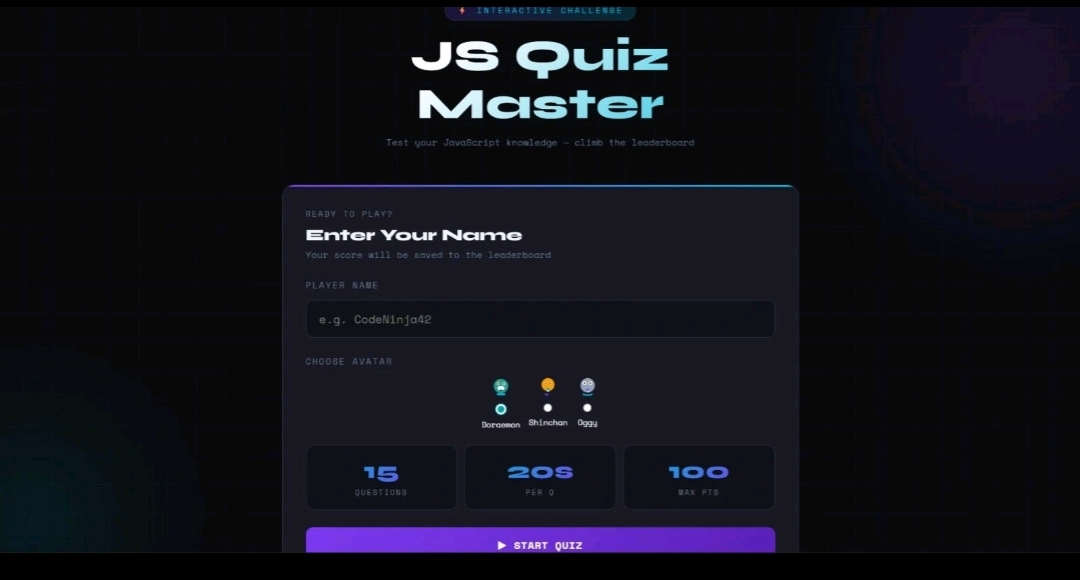 INTERACTIVE CHALLENGE
JS Quiz
Master
Test your JavaScript knowledge — climb the leaderboard
READY TO PLAY?
Enter Your Name
Your score will be saved to the leaderboard
PLAYER NAME
e.g. CodeNinja42
CHOOSE AVATAR
Doraemon Shinchan Oggy
15 20S 100
QUESTIONS PER Q MAX PTS
▶ START QUIZ